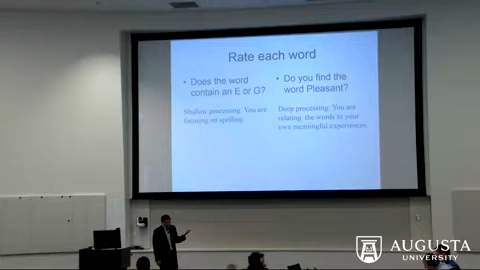 Rate each word
• Does the word
contain an E or G?
Shallow processing. You are
focusing on spelling.
• Do you find the
word Pleasant?
Deep processing. You are
relating the words to your
own meaningful experiences.
AUGUSTA
UNIVERSITY